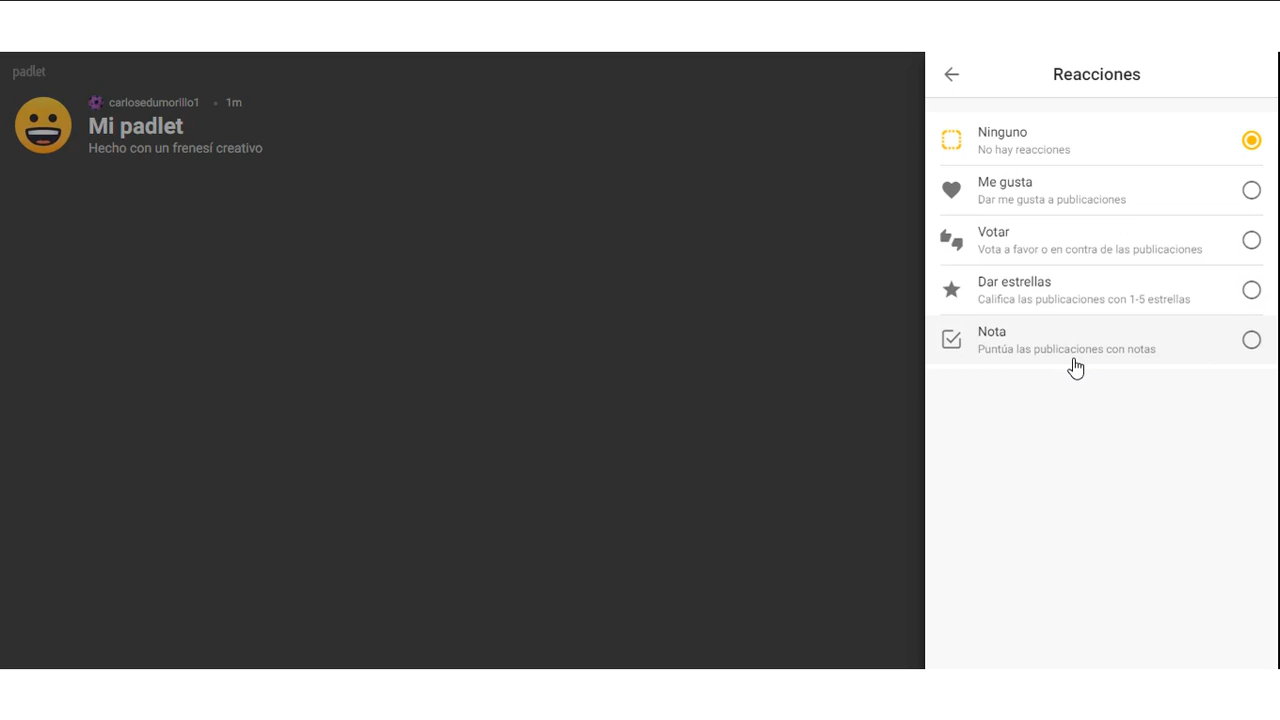 padlet
carlosedumorillo1 • 1m
Mi padlet
Hecho con un frenesí creativo
Reacciones
Ninguno
No hay reacciones
Me gusta
Dar me gusta a publicaciones
Votar
Vota a favor o en contra de las publicaciones
Dar estrellas
Califica las publicaciones con 1-5 estrellas
Nota
Puntúa las publicaciones con notas